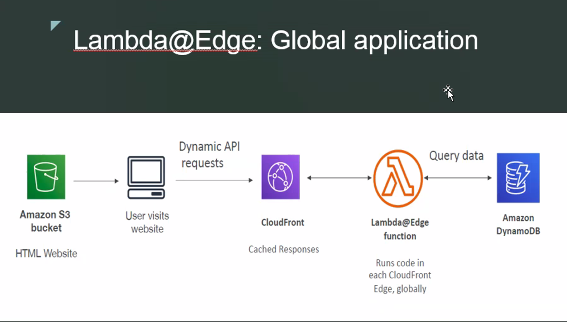 Lambda@Edge: Global application
Dynamic API
requests
Query data
Amazon S3
bucket
HTML Website
User visits
website
CloudFront
Cached Responses
Lambda@Edge
function
Runs code in
each CloudFront
Edge, globally
Amazon
DynamoDB